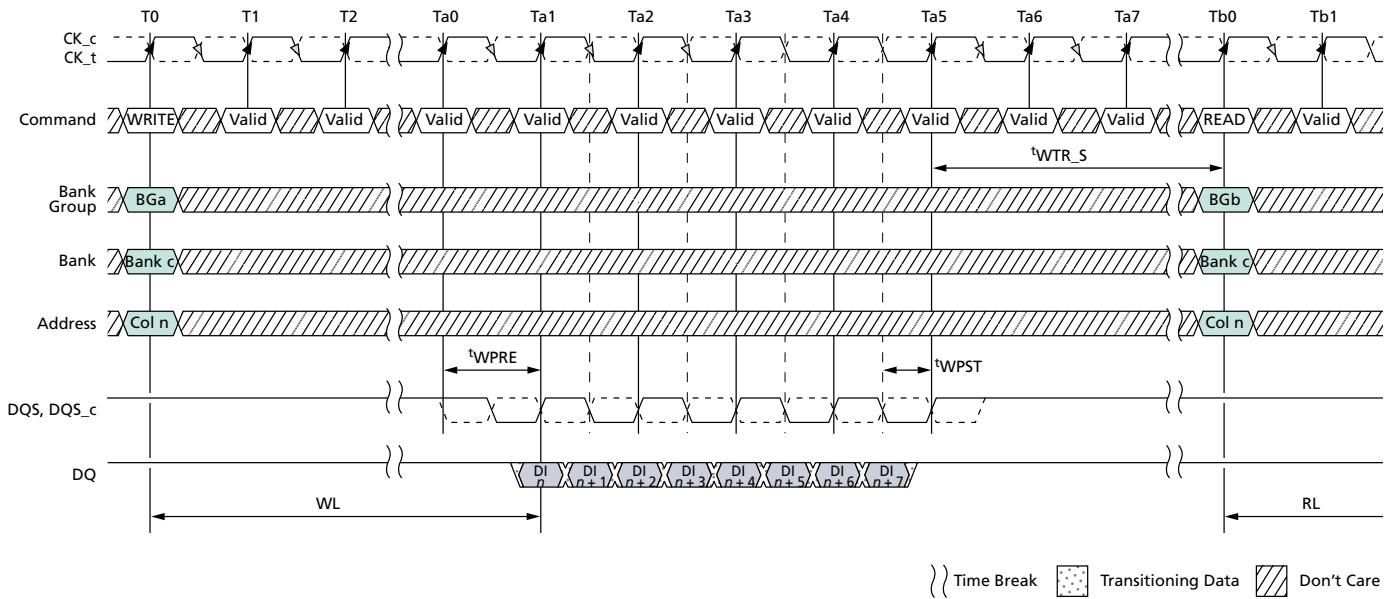 T0 T1 T2 Ta0 Ta1 Ta2 Ta3 Ta4 Ta5 Ta6 Ta7 Tb0 Tb1
CK_c
CK_t
Command WRITE Valid Valid Valid Valid Valid Valid Valid Valid Valid Valid READ Valid
tWTR_S
Bank Group BGa BGb
Bank Bank c Bank c
Address Col n Col n
tWPRE tWPST
DQS, DQS_c
DQ DI n DI n + 1 DI n + 2 DI n + 3 DI n + 4 DI n + 5 DI n + 6 DI n + 7
WL RL
Time Break Transitioning Data Don’t Care